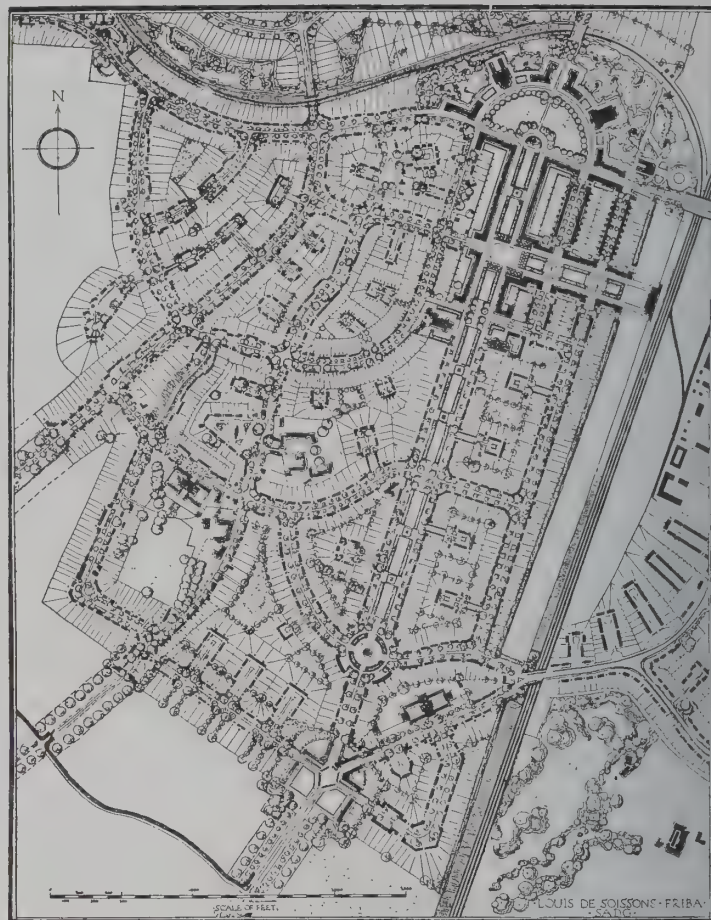 N
SCALE OF FEET.
LOUIS DE SOISSONS · FRIBA ·
· SADG ·